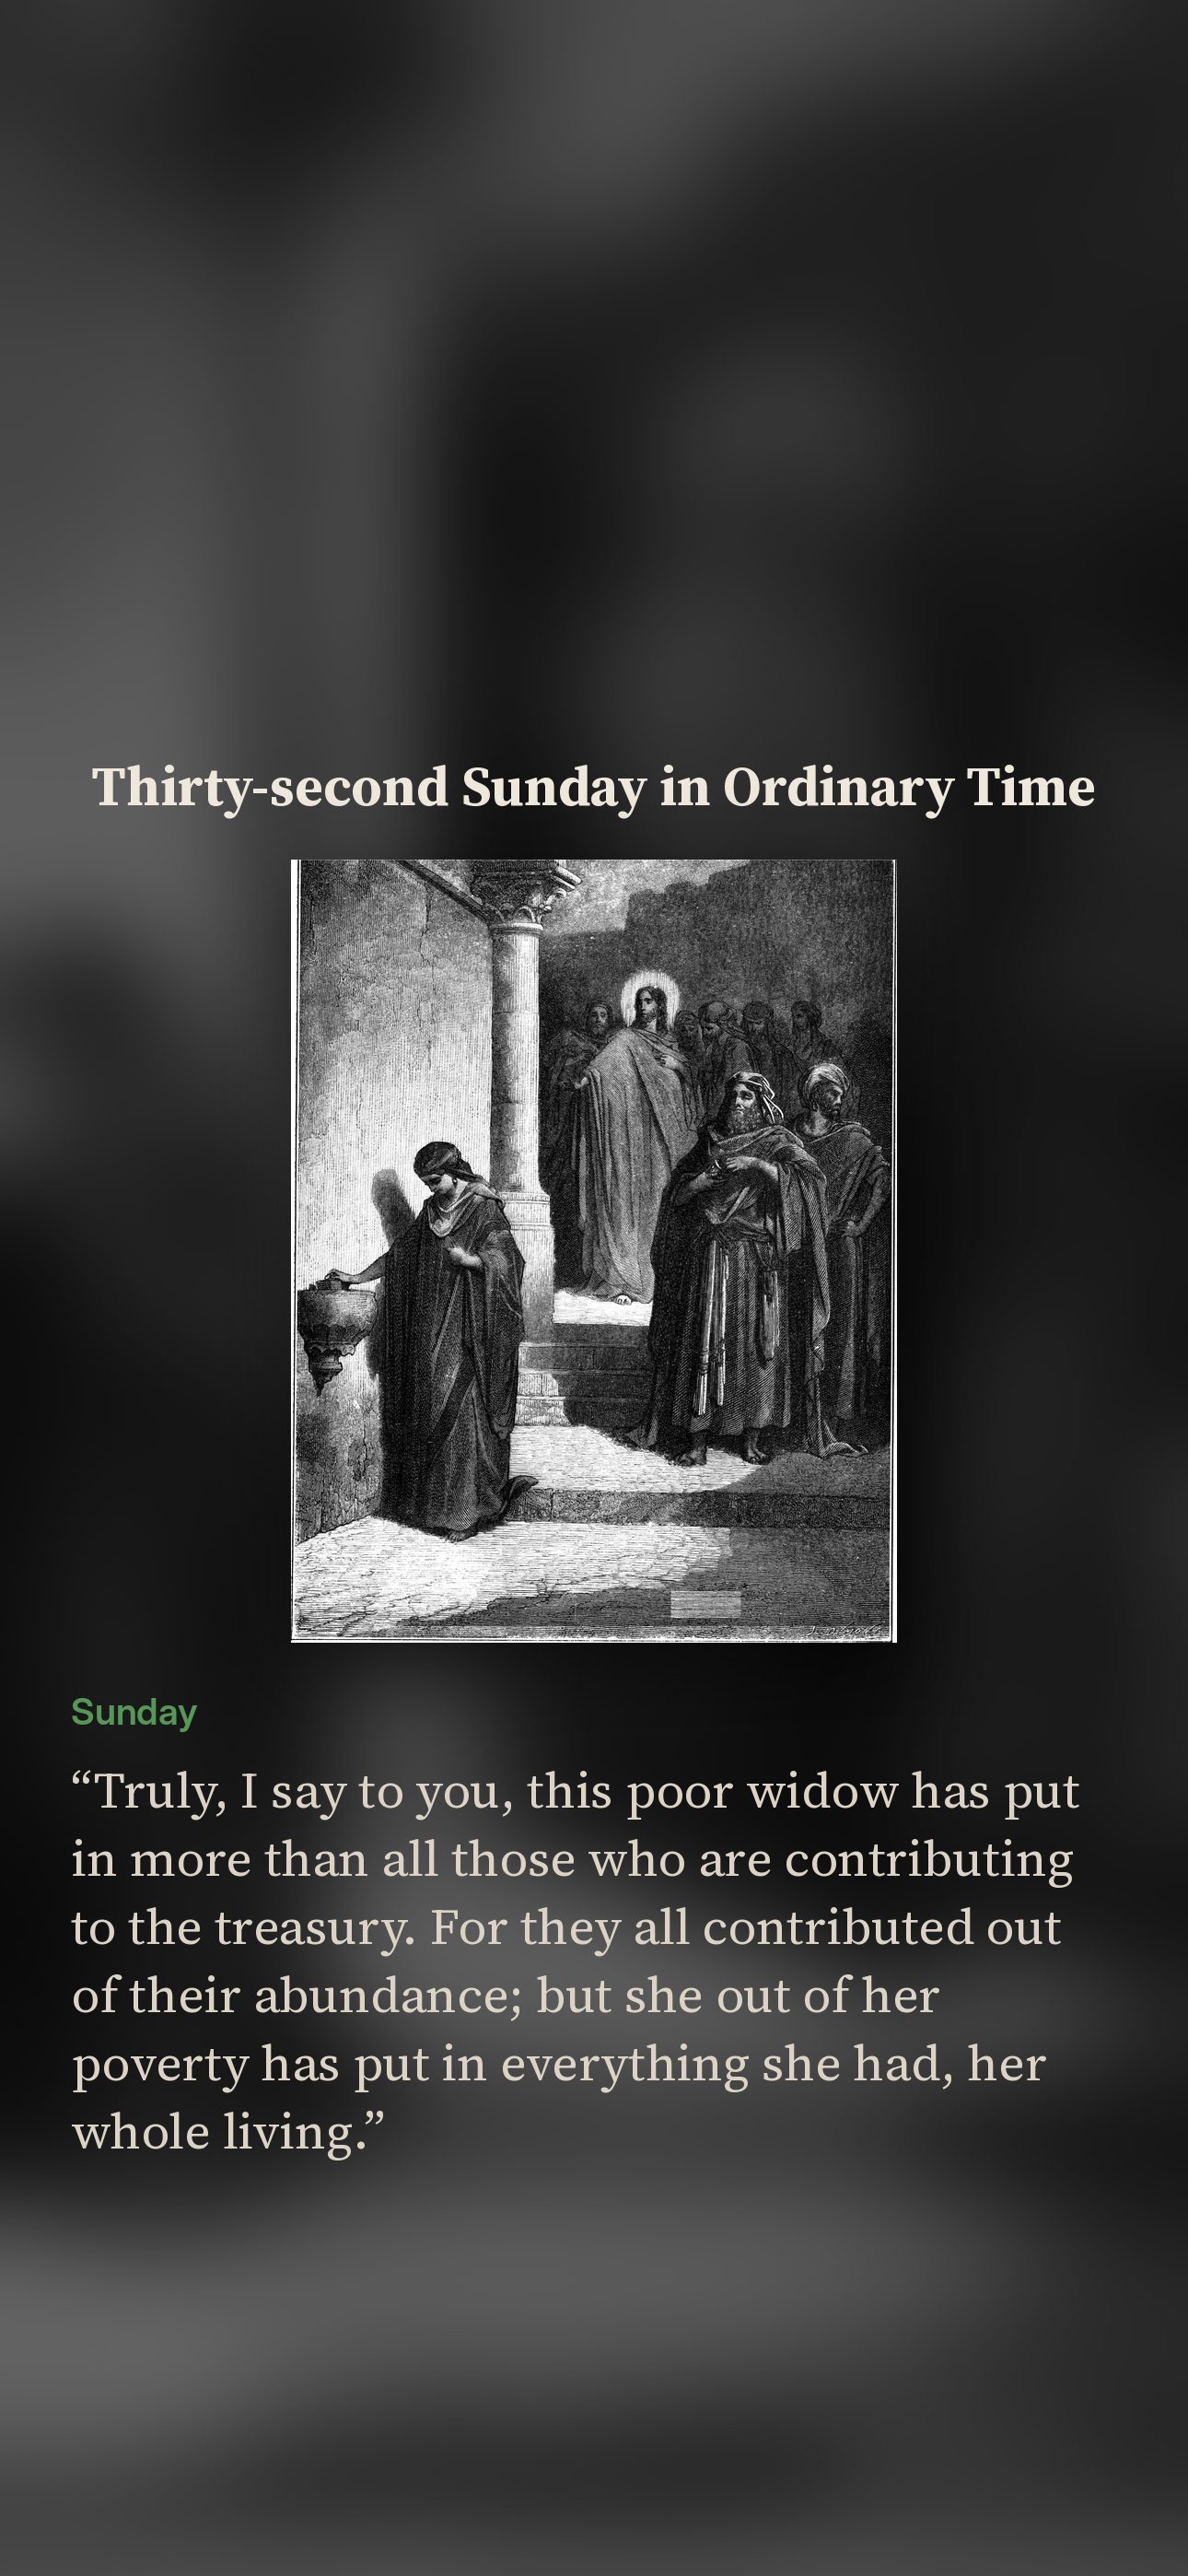 Thirty-second Sunday in Ordinary Time
Sunday
“Truly, I say to you, this poor widow has put
in more than all those who are contributing
to the treasury. For they all contributed out
of their abundance; but she out of her
poverty has put in everything she had, her
whole living.”